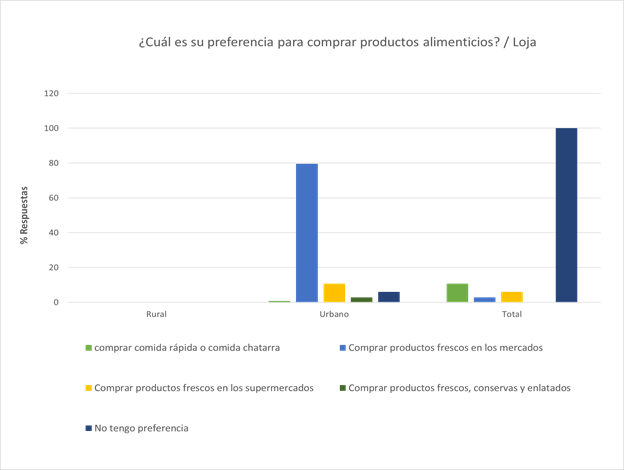 ¿Cuál es su preferencia para comprar productos alimenticios? / Loja
120
100
80
60
40
20
0
% Respuestas
Rural
Urbano
Total
comprar comida rápida o comida chatarra
Comprar productos frescos en los mercados
Comprar productos frescos en los supermercados
Comprar productos frescos, conservas y enlatados
No tengo preferencia